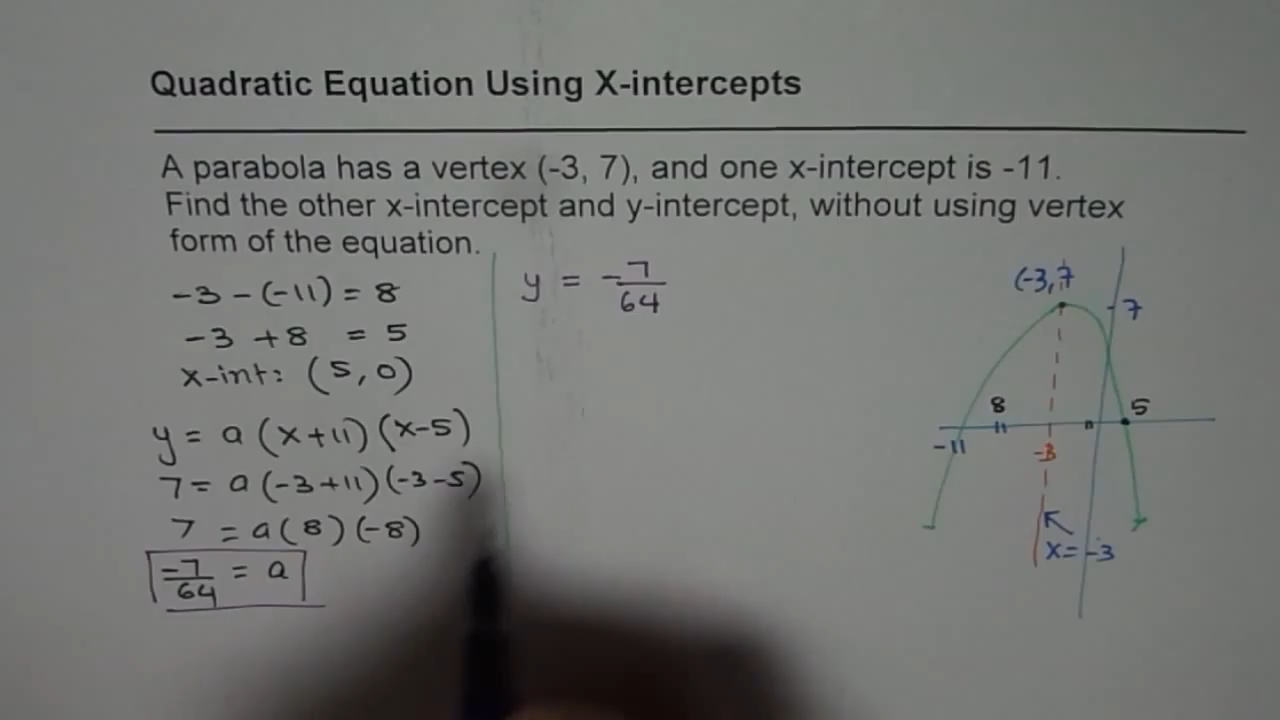 Quadratic Equation Using X-intercepts
A parabola has a vertex (-3, 7), and one x-intercept is -11.
Find the other x-intercept and y-intercept, without using vertex
form of the equation.
-3 - (-11) = 8
-3 + 8 = 5
x-int: (5, 0)
y = a (x+11) (x-5)
7 = a (-3+11) (-3-5)
7 = a (8) (-8)
-7/64 = a
y = -7/64
(-3, 7
7
8
5
-11
-3
x = -3